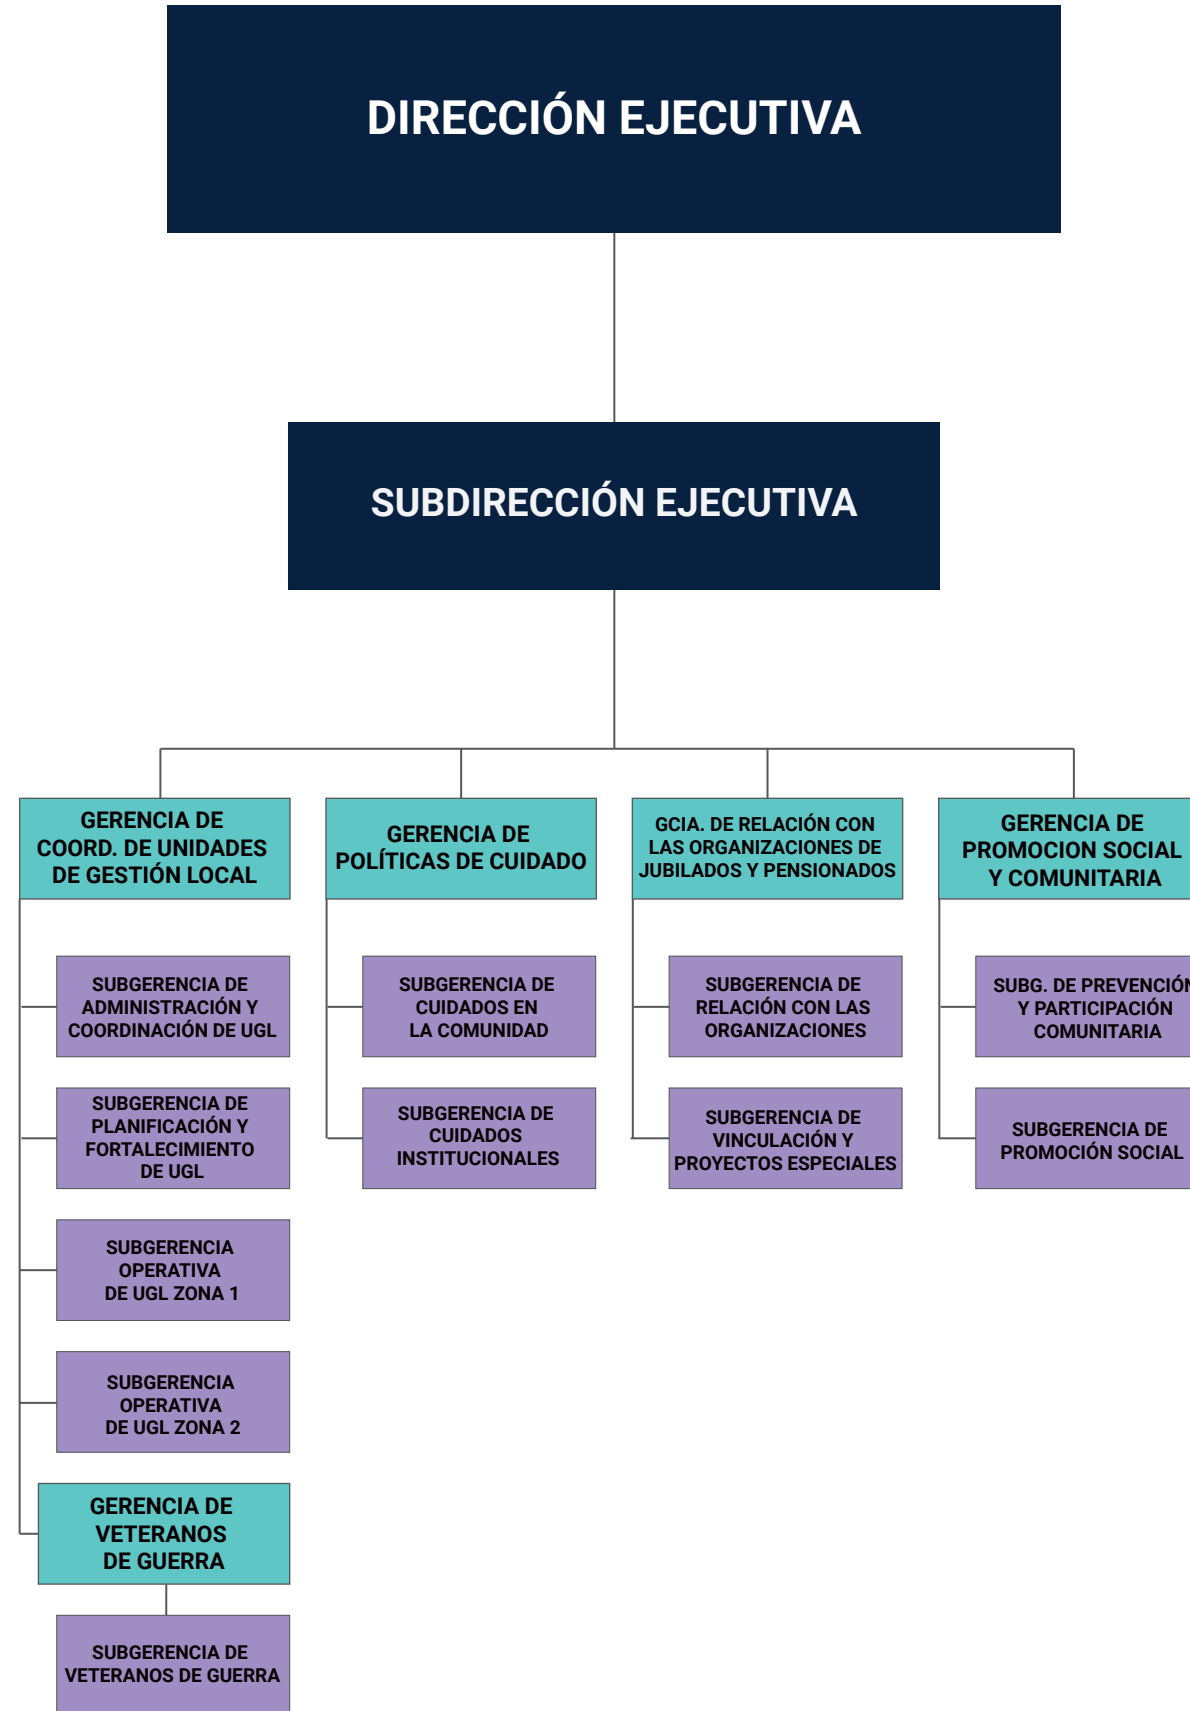 DIRECCIÓN EJECUTIVA
SUBDIRECCIÓN EJECUTIVA
GERENCIA DE
COORD. DE UNIDADES
DE GESTIÓN LOCAL
GERENCIA DE
POLÍTICAS DE CUIDADO
GCIA. DE RELACIÓN CON
LAS ORGANIZACIONES DE
JUBILADOS Y PENSIONADOS
GERENCIA DE
PROMOCION SOCIAL
Y COMUNITARIA
SUBGERENCIA DE
ADMINISTRACIÓN Y
COORDINACIÓN DE UGL
SUBGERENCIA DE
CUIDADOS EN
LA COMUNIDAD
SUBGERENCIA DE
RELACIÓN CON LAS
ORGANIZACIONES
SUBG. DE PREVENCIÓN
Y PARTICIPACIÓN
COMUNITARIA
SUBGERENCIA DE
PLANIFICACIÓN Y
FORTALECIMIENTO
DE UGL
SUBGERENCIA DE
CUIDADOS
INSTITUCIONALES
SUBGERENCIA DE
VINCULACIÓN Y
PROYECTOS ESPECIALES
SUBGERENCIA DE
PROMOCIÓN SOCIAL
SUBGERENCIA
OPERATIVA
DE UGL ZONA 1
SUBGERENCIA
OPERATIVA
DE UGL ZONA 2
GERENCIA DE
VETERANOS
DE GUERRA
SUBGERENCIA DE
VETERANOS DE GUERRA